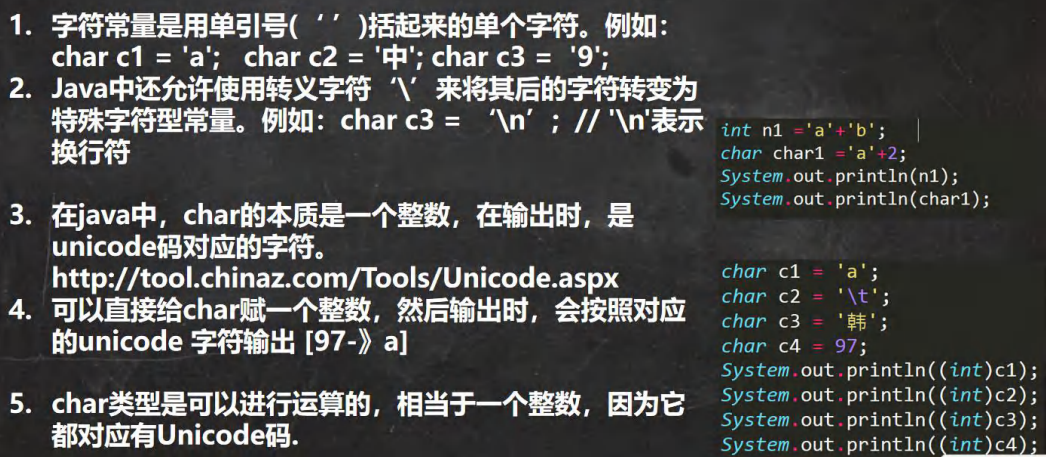 1. 字符常量是用单引号(‘ ’)括起来的单个字符。例如：
char c1 = 'a';   char c2 = '中'; char c3 =  '9';
2. Java中还允许使用转义字符‘\’来将其后的字符转变为
特殊字符型常量。例如：char c3 = ‘\n’; // '\n'表示
换行符
3. 在java中，char的本质是一个整数，在输出时，是
unicode码对应的字符。
http://tool.chinaz.com/Tools/Unicode.aspx
4. 可以直接给char赋一个整数，然后输出时，会按照对应
的unicode 字符输出 [97-》a]
5. char类型是可以进行运算的，相当于一个整数，因为它
都对应有Unicode码.
int n1 ='a'+'b';
char char1 ='a'+2;
System.out.println(n1);
System.out.println(char1);
char c1 = 'a';
char c2 = '\t';
char c3 = '韩';
char c4 = 97;
System.out.println((int)c1);
System.out.println((int)c2);
System.out.println((int)c3);
System.out.println((int)c4);